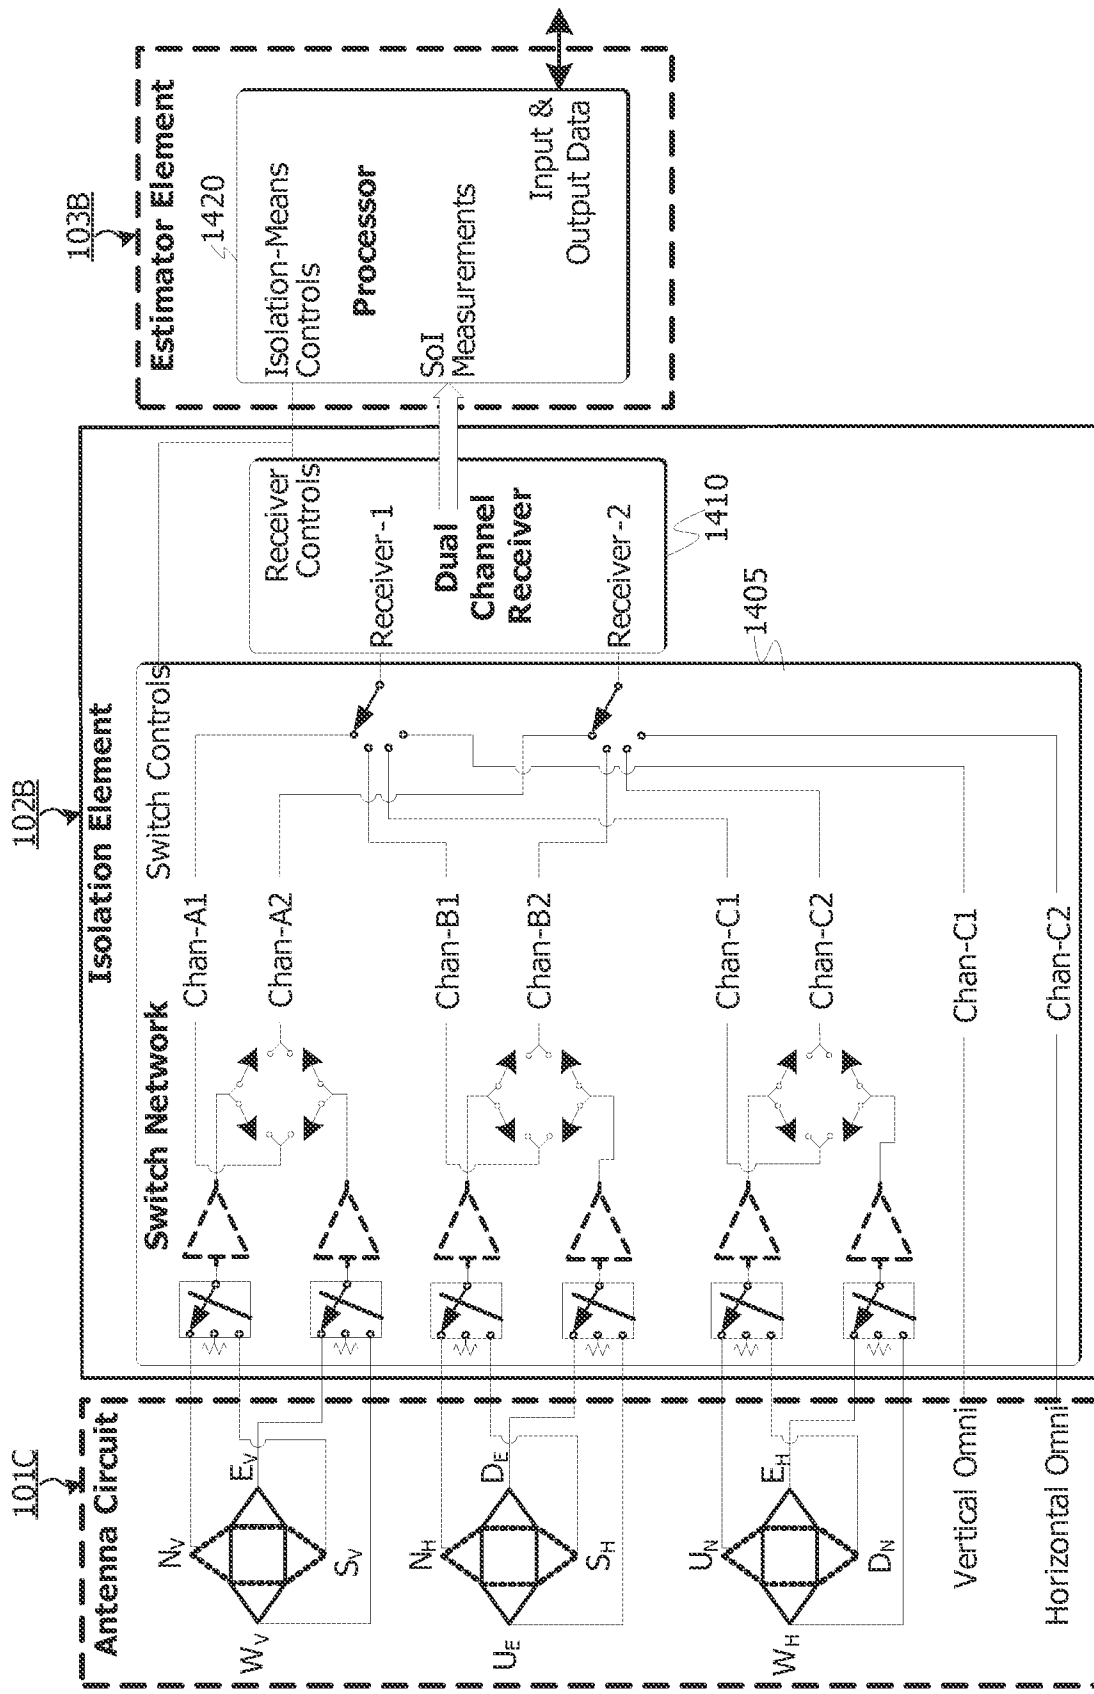 101C
Antenna Circuit
N_V
E_V
S_V
W_V
N_H
D_E
S_H
U_E
U_N
E_H
D_N
W_H
Vertical Omni
Horizontal Omni
102B
Isolation Element
Switch Network
Switch Controls
Chan-A1
Chan-A2
Chan-B1
Chan-B2
Chan-C1
Chan-C2
Chan-C1
Chan-C2
1405
Receiver
Controls
Receiver-1
Dual
Channel
Receiver
Receiver-2
1410
103B
Estimator Element
1420
Isolation-Means
Controls
Processor
SoI
Measurements
Input &
Output Data